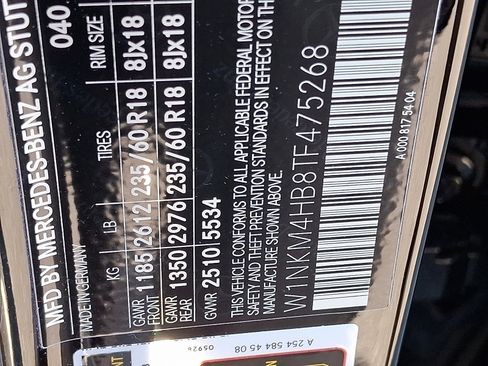 MFD BY MERCEDES-BENZ AG STUT
MADE IN GERMANY 040
KG LB TIRES RIM SIZE
GAWR FRONT 1185 2612 235/60 R18 8Jx18
GAWR REAR 1350 2976 235/60 R18 8Jx18
GVWR 2510 5534
THIS VEHICLE CONFORMS TO ALL APPLICABLE FEDERAL MOTOR
SAFETY AND THEFT PREVENTION STANDARDS IN EFFECT ON THE
MANUFACTURE SHOWN ABOVE.
W1NKM4HB8TF475268
A 000 817 54 04
A 254 584 45 08